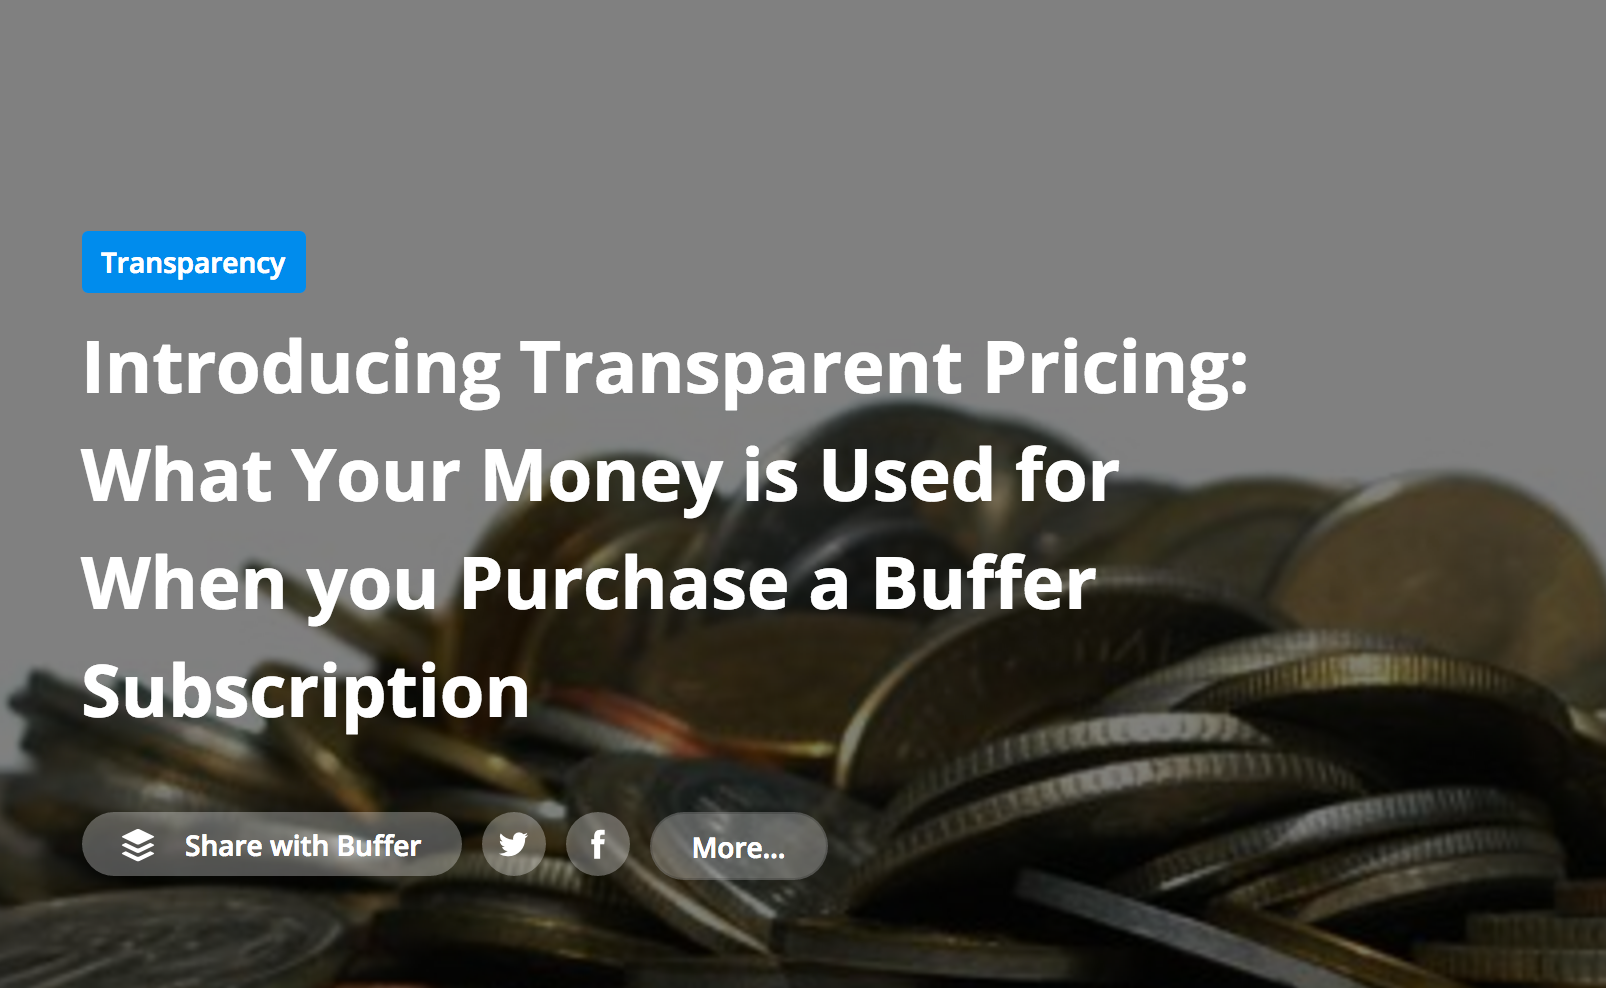 Transparency
Introducing Transparent Pricing:
What Your Money is Used for
When you Purchase a Buffer
Subscription
Share with Buffer
More...